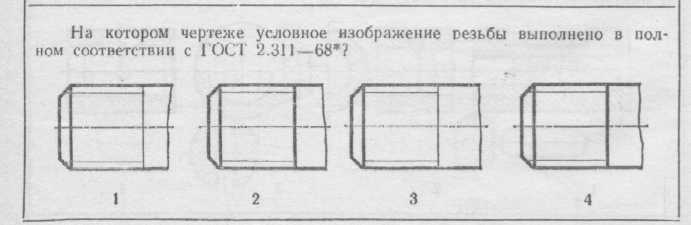 На котором чертеже условное изображение резьбы выполнено в пол-
ном соответствии с ГОСТ 2.311—68*?
1 2 3 4